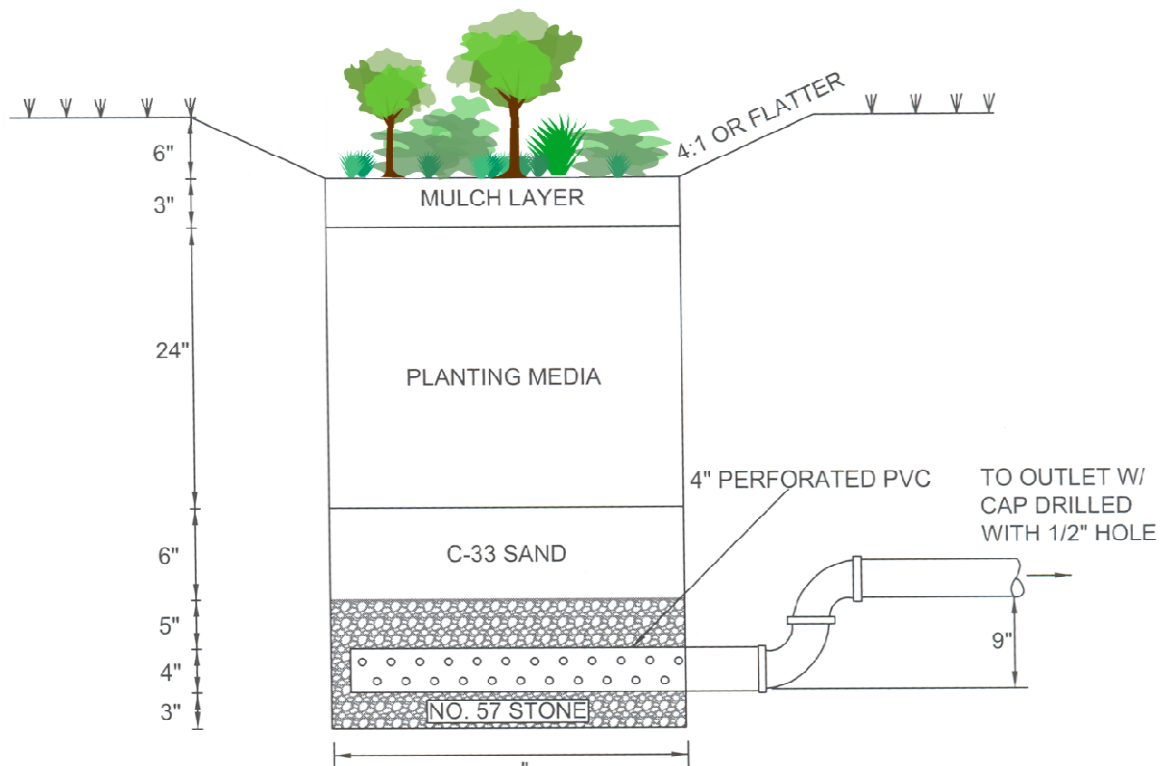 4:1 OR FLATTER
6"
MULCH LAYER
3"
24"
PLANTING MEDIA
4" PERFORATED PVC
TO OUTLET W/
CAP DRILLED
WITH 1/2" HOLE
6"
C-33 SAND
5"
4"
9"
3"
NO. 57 STONE
"